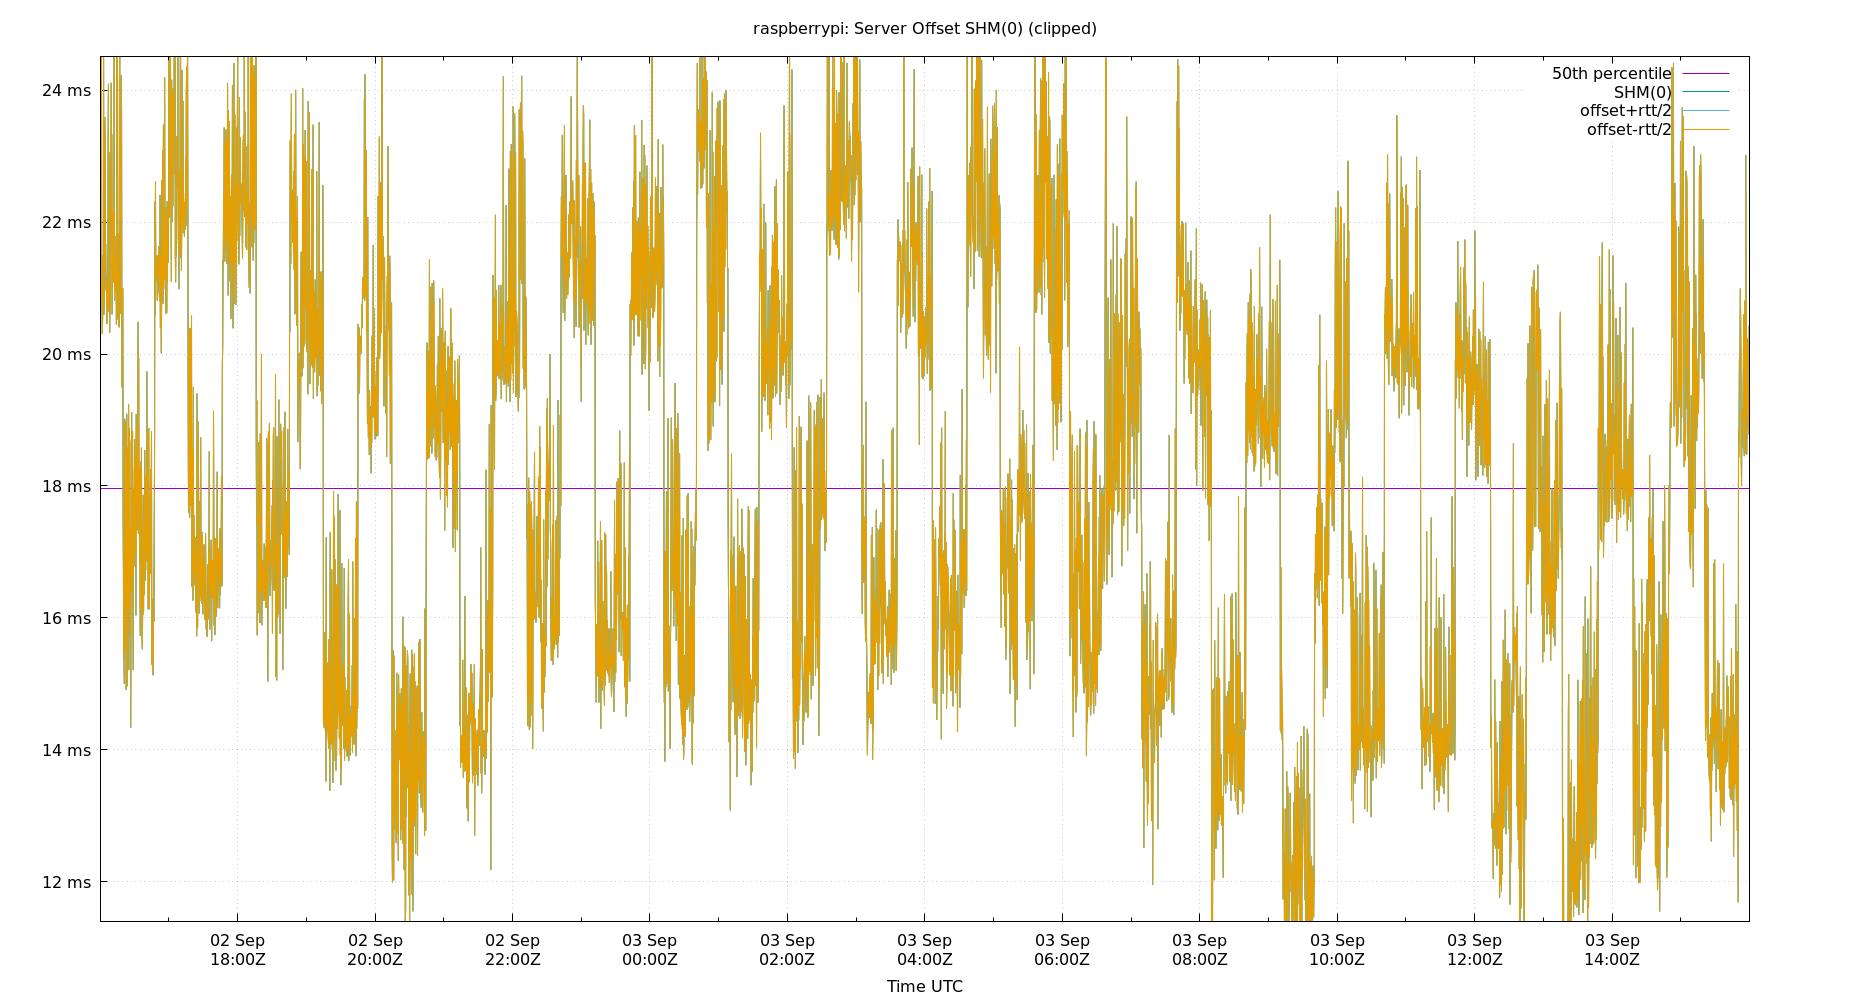 raspberrypi: Server Offset SHM(0) (clipped)
50th percentile
SHM(0)
offset+rtt/2
offset-rtt/2
24 ms
22 ms
20 ms
18 ms
16 ms
14 ms
12 ms
02 Sep 02 Sep 02 Sep 03 Sep 03 Sep 03 Sep 03 Sep 03 Sep 03 Sep 03 Sep 03 Sep
18:00Z 20:00Z 22:00Z 00:00Z 02:00Z 04:00Z 06:00Z 08:00Z 10:00Z 12:00Z 14:00Z
Time UTC